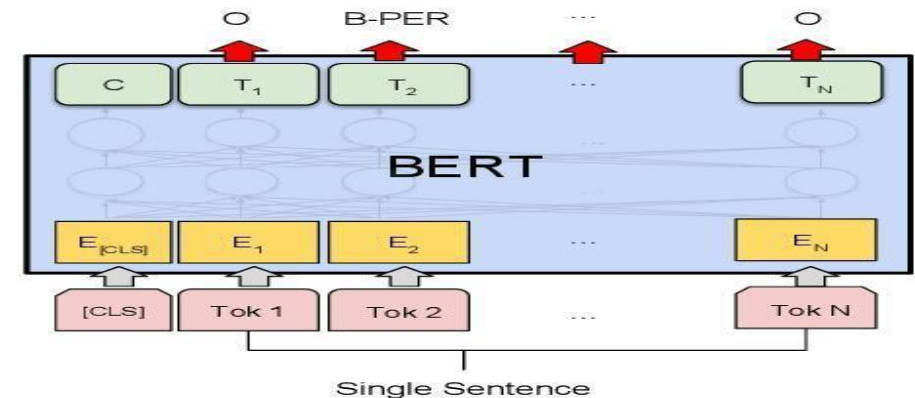 O B-PER ... O
C T1 T2 ... TN
...
BERT
...
E[CLS] E1 E2 ... EN
[CLS] Tok 1 Tok 2 ... Tok N
Single Sentence